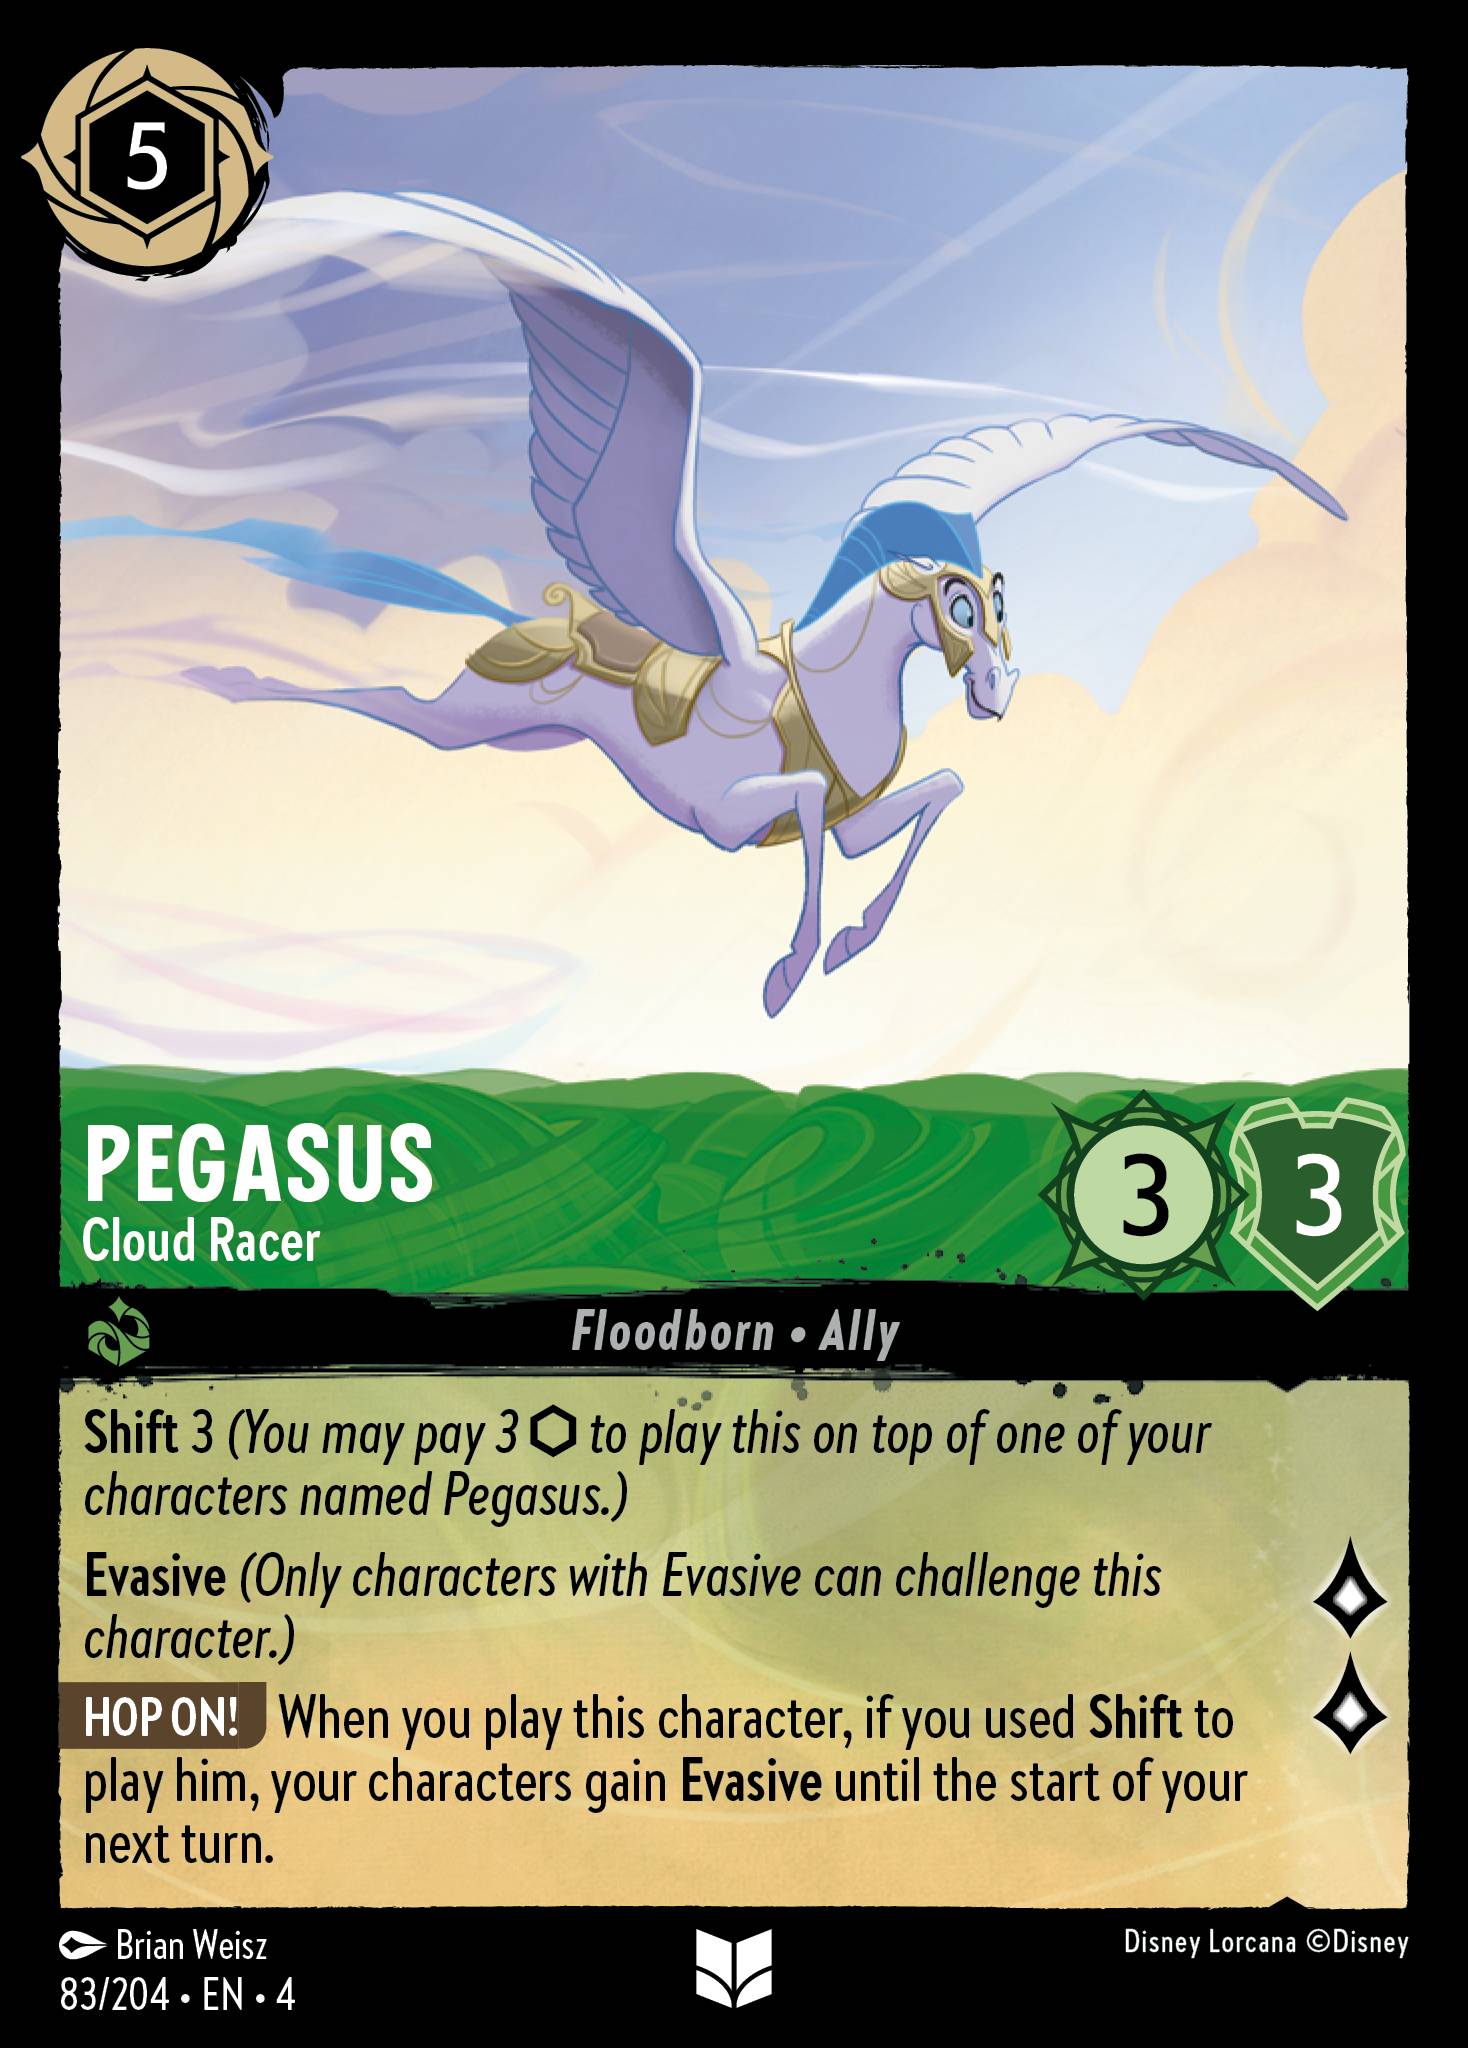 5
PEGASUS
Cloud Racer
3
3
Floodborn • Ally
Shift 3 (You may pay 3 ⬡ to play this on top of one of your
characters named Pegasus.)
Evasive (Only characters with Evasive can challenge this
character.)
HOP ON! When you play this character, if you used Shift to
play him, your characters gain Evasive until the start of your
next turn.
Brian Weisz
Disney Lorcana ©Disney
83/204 • EN • 4